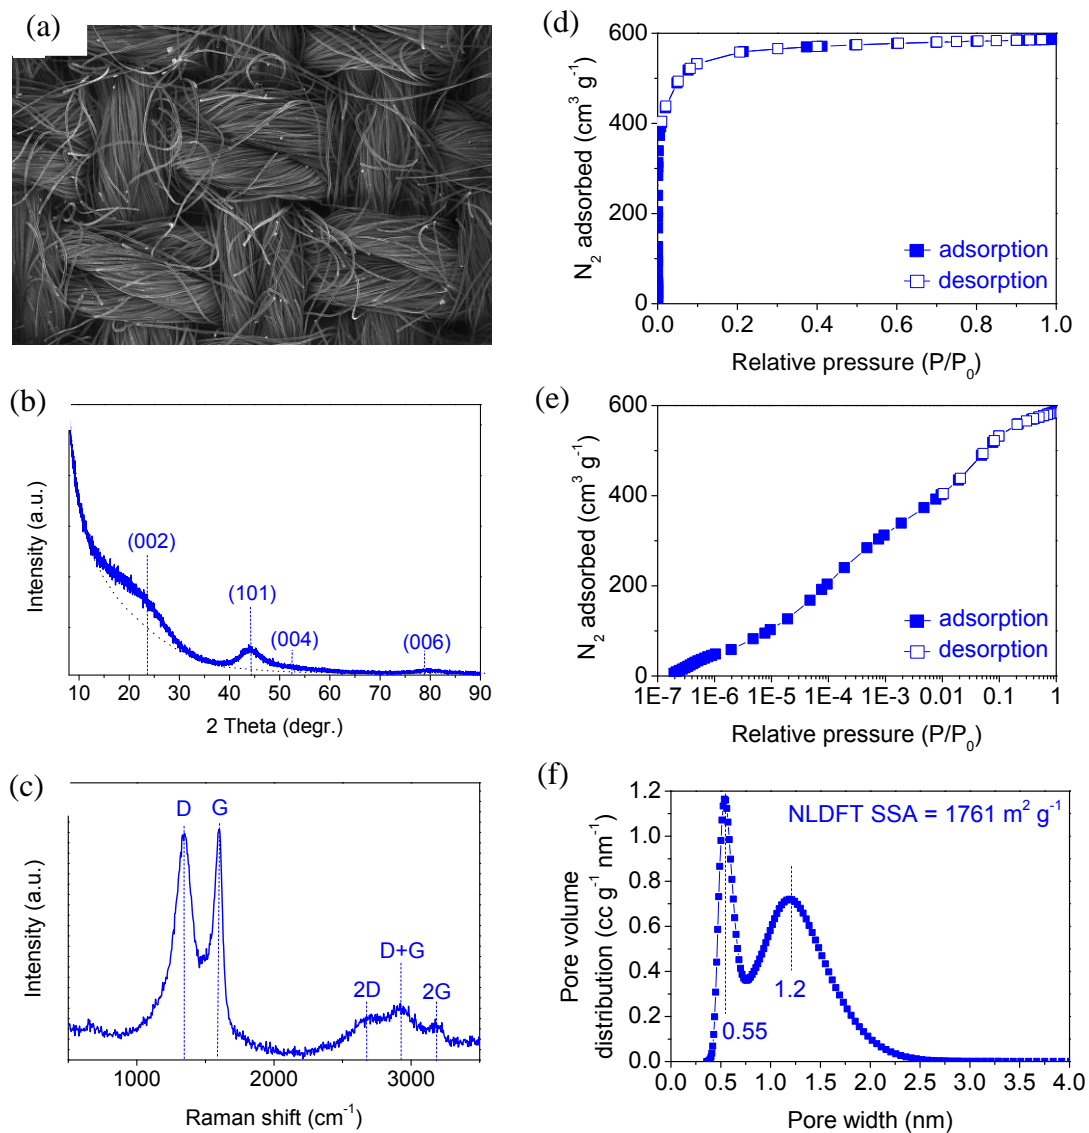 (a)
(b)
Intensity (a.u.)
(002)
(101)
(004)
(006)
10 20 30 40 50 60 70 80 90
2 Theta (degr.)
(c)
Intensity (a.u.)
D G
D+G
2D 2G
1000 2000 3000
Raman shift (cm⁻¹)
(d)
N₂ adsorbed (cm³ g⁻¹)
600
400
200
0
adsorption
desorption
0.0 0.2 0.4 0.6 0.8 1.0
Relative pressure (P/P₀)
(e)
N₂ adsorbed (cm³ g⁻¹)
600
400
200
0
adsorption
desorption
1E-7 1E-6 1E-5 1E-4 1E-3 0.01 0.1 1
Relative pressure (P/P₀)
(f)
Pore volume
distribution (cc g⁻¹ nm⁻¹)
1.2
1.0
0.8
0.6
0.4
0.2
0.0
NLDFT SSA = 1761 m² g⁻¹
1.2
0.55
0.0 0.5 1.0 1.5 2.0 2.5 3.0 3.5 4.0
Pore width (nm)